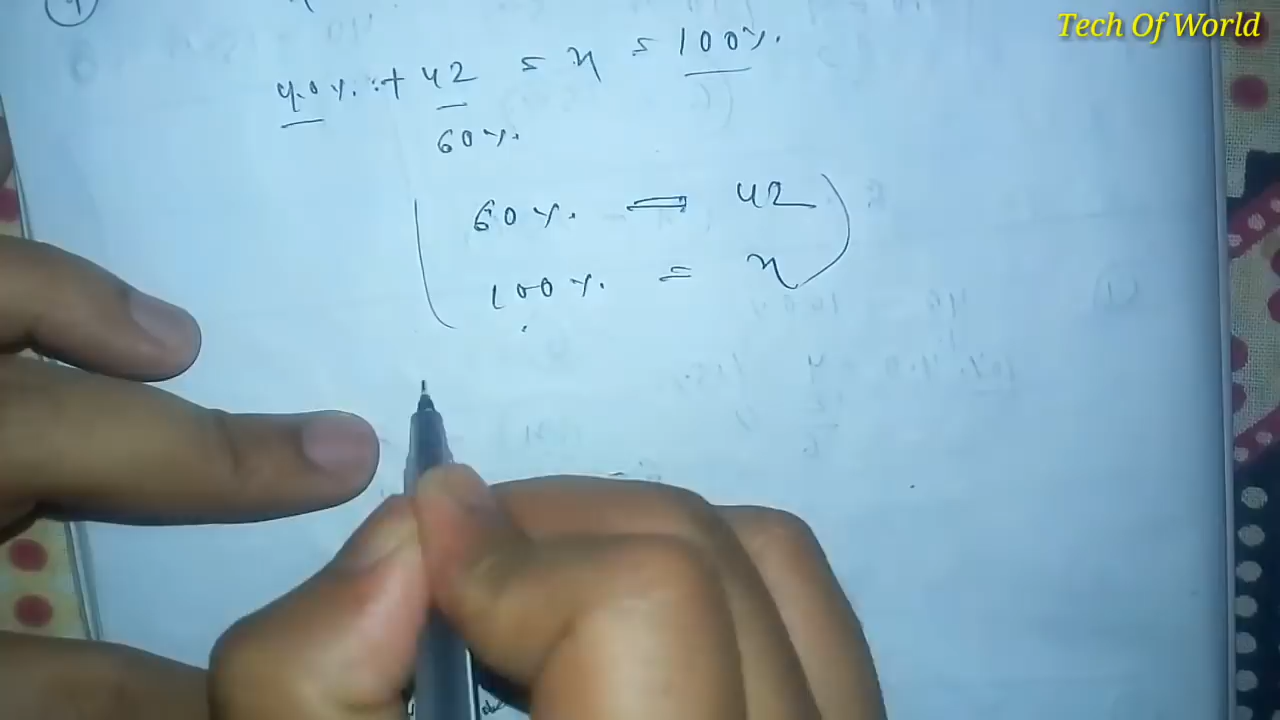 Tech Of World
40% + 42 = x = 100%.
60%.
60%. = 42
100%. = x